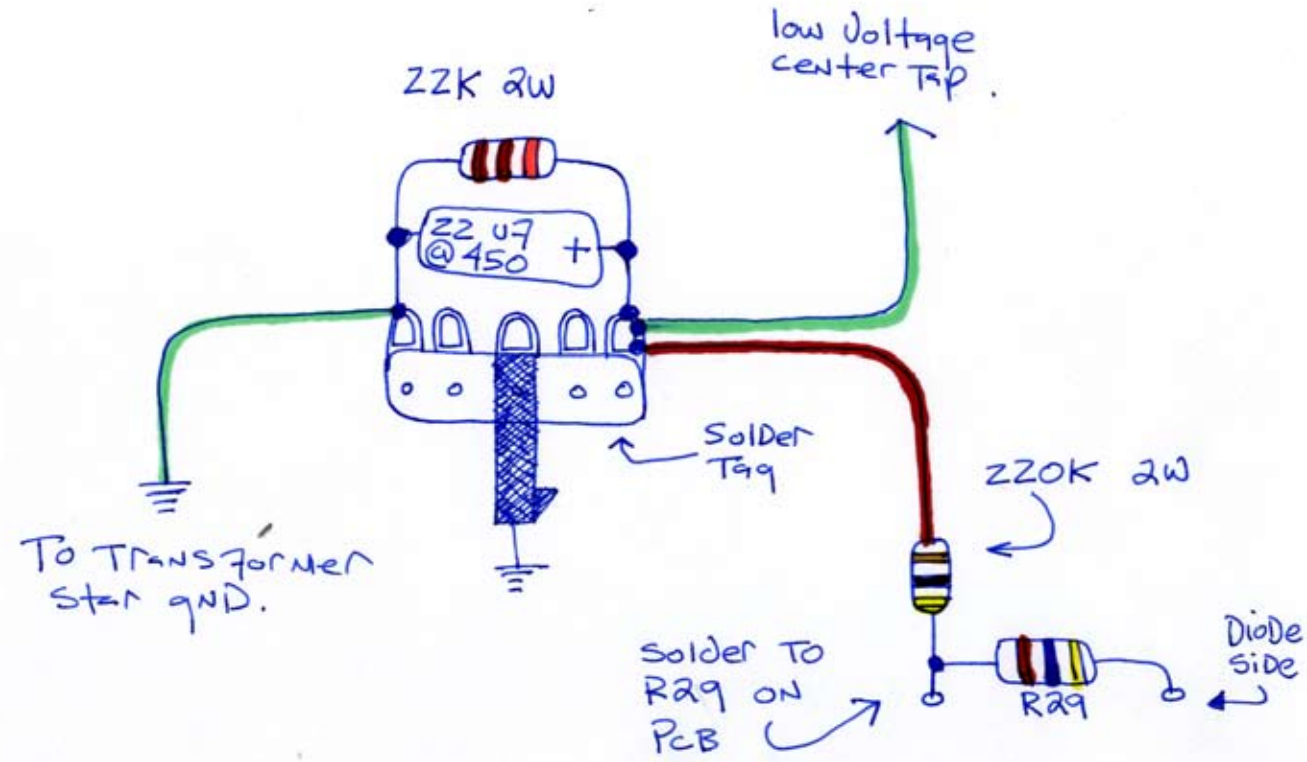 low Voltage
center Tap.
22K 2W
22 uF
@ 450 +
Solder
Tag
220K 2W
To Transformer
Star gND.
Solder To
R29 ON
PCB
R29
Diode
Side